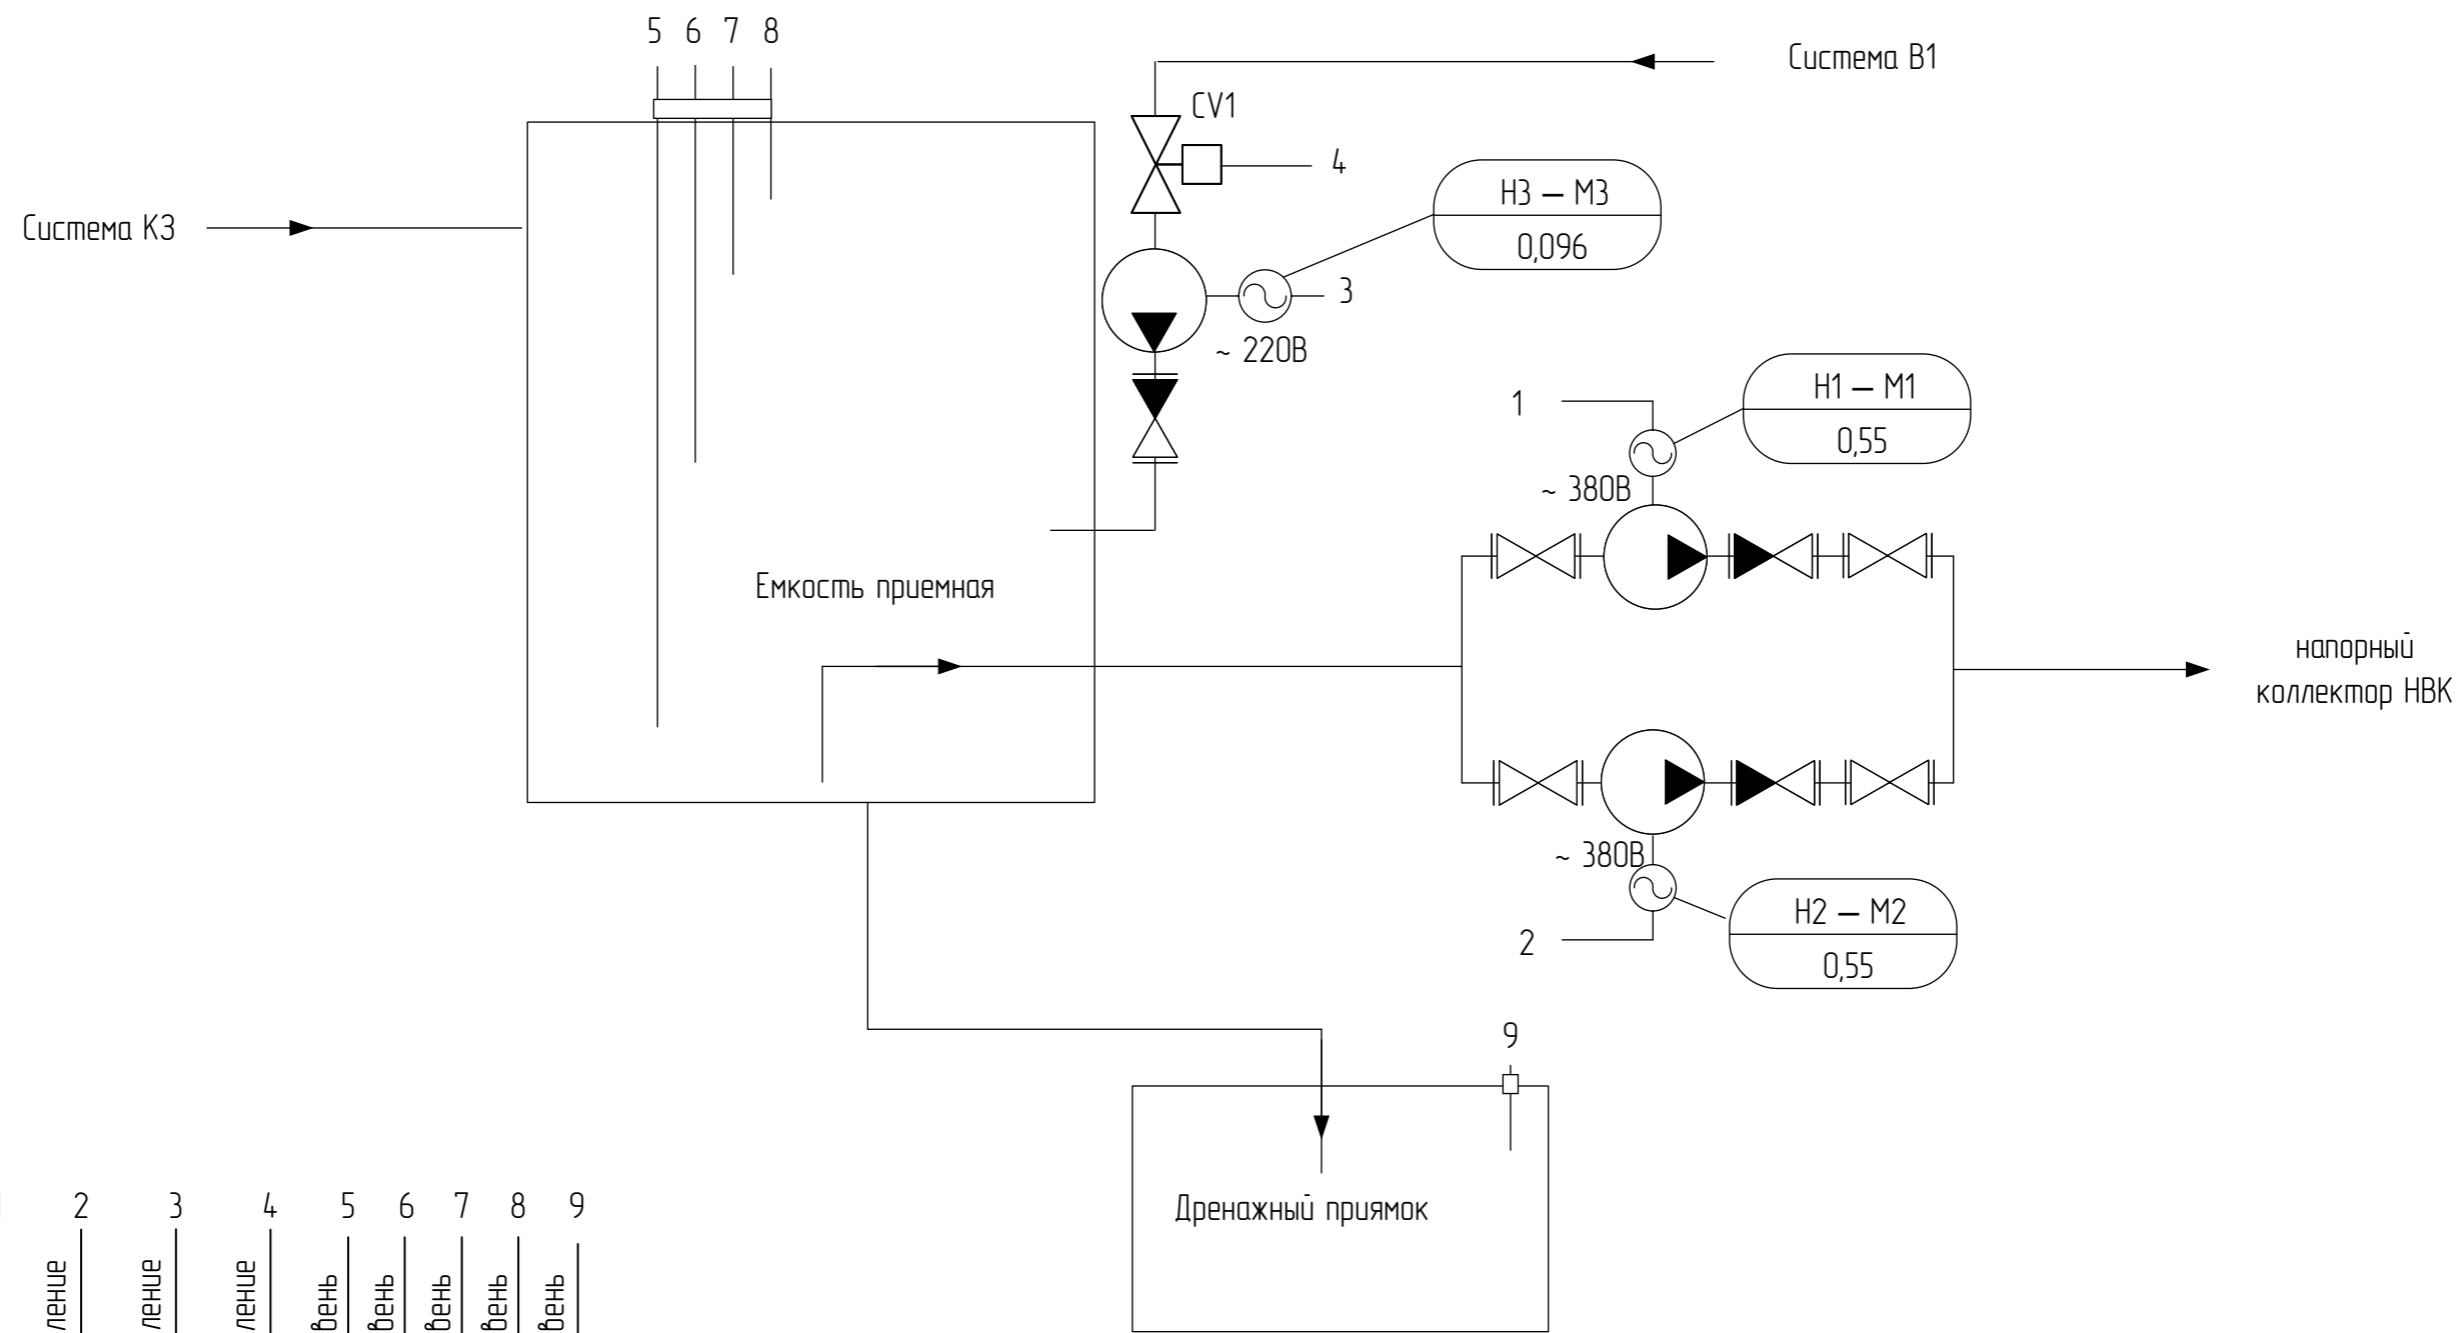 5 6 7 8
Система В1
CV1
4
Система К3
Н3 – М3
0,096
3
~ 220В
Н1 – М1
0,55
1
~ 380В
Емкость приемная
напорный
коллектор НВК
~ 380В
Н2 – М2
0,55
2
9
Дренажный приямок
2 3 4 5 6 7 8 9
ление
ление
ление
вень
вень
вень
вень
вень